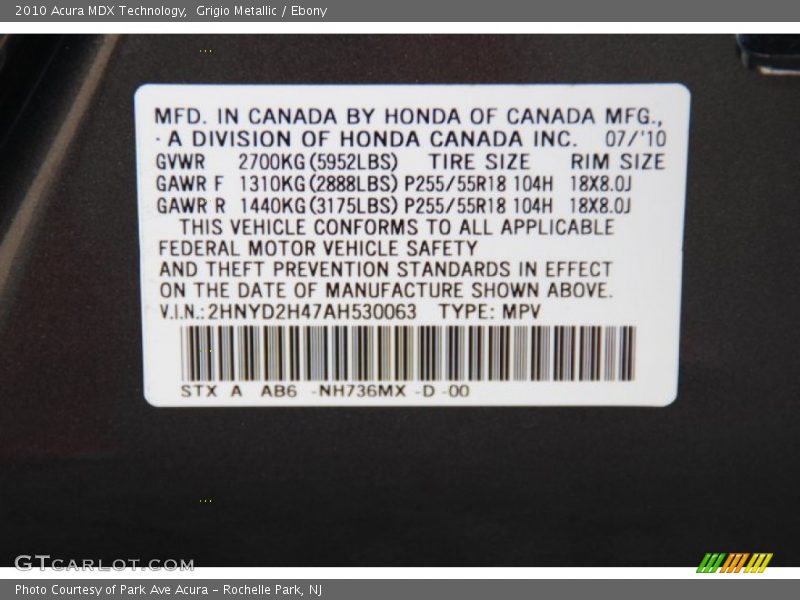 2010 Acura MDX Technology,  Grigio Metallic / Ebony
MFD. IN CANADA BY HONDA OF CANADA MFG.,
- A DIVISION OF HONDA CANADA INC. 07/'10
GVWR 2700KG (5952LBS) TIRE SIZE RIM SIZE
GAWR F 1310KG (2888LBS) P255/55R18 104H 18X8.0J
GAWR R 1440KG (3175LBS) P255/55R18 104H 18X8.0J
THIS VEHICLE CONFORMS TO ALL APPLICABLE
FEDERAL MOTOR VEHICLE SAFETY
AND THEFT PREVENTION STANDARDS IN EFFECT
ON THE DATE OF MANUFACTURE SHOWN ABOVE.
V.I.N.: 2HNYD2H47AH530063 TYPE: MPV
STX A AB6 -NH736MX -D -00
GTCARLOT.COM
Photo Courtesy of Park Ave Acura – Rochelle Park, NJ